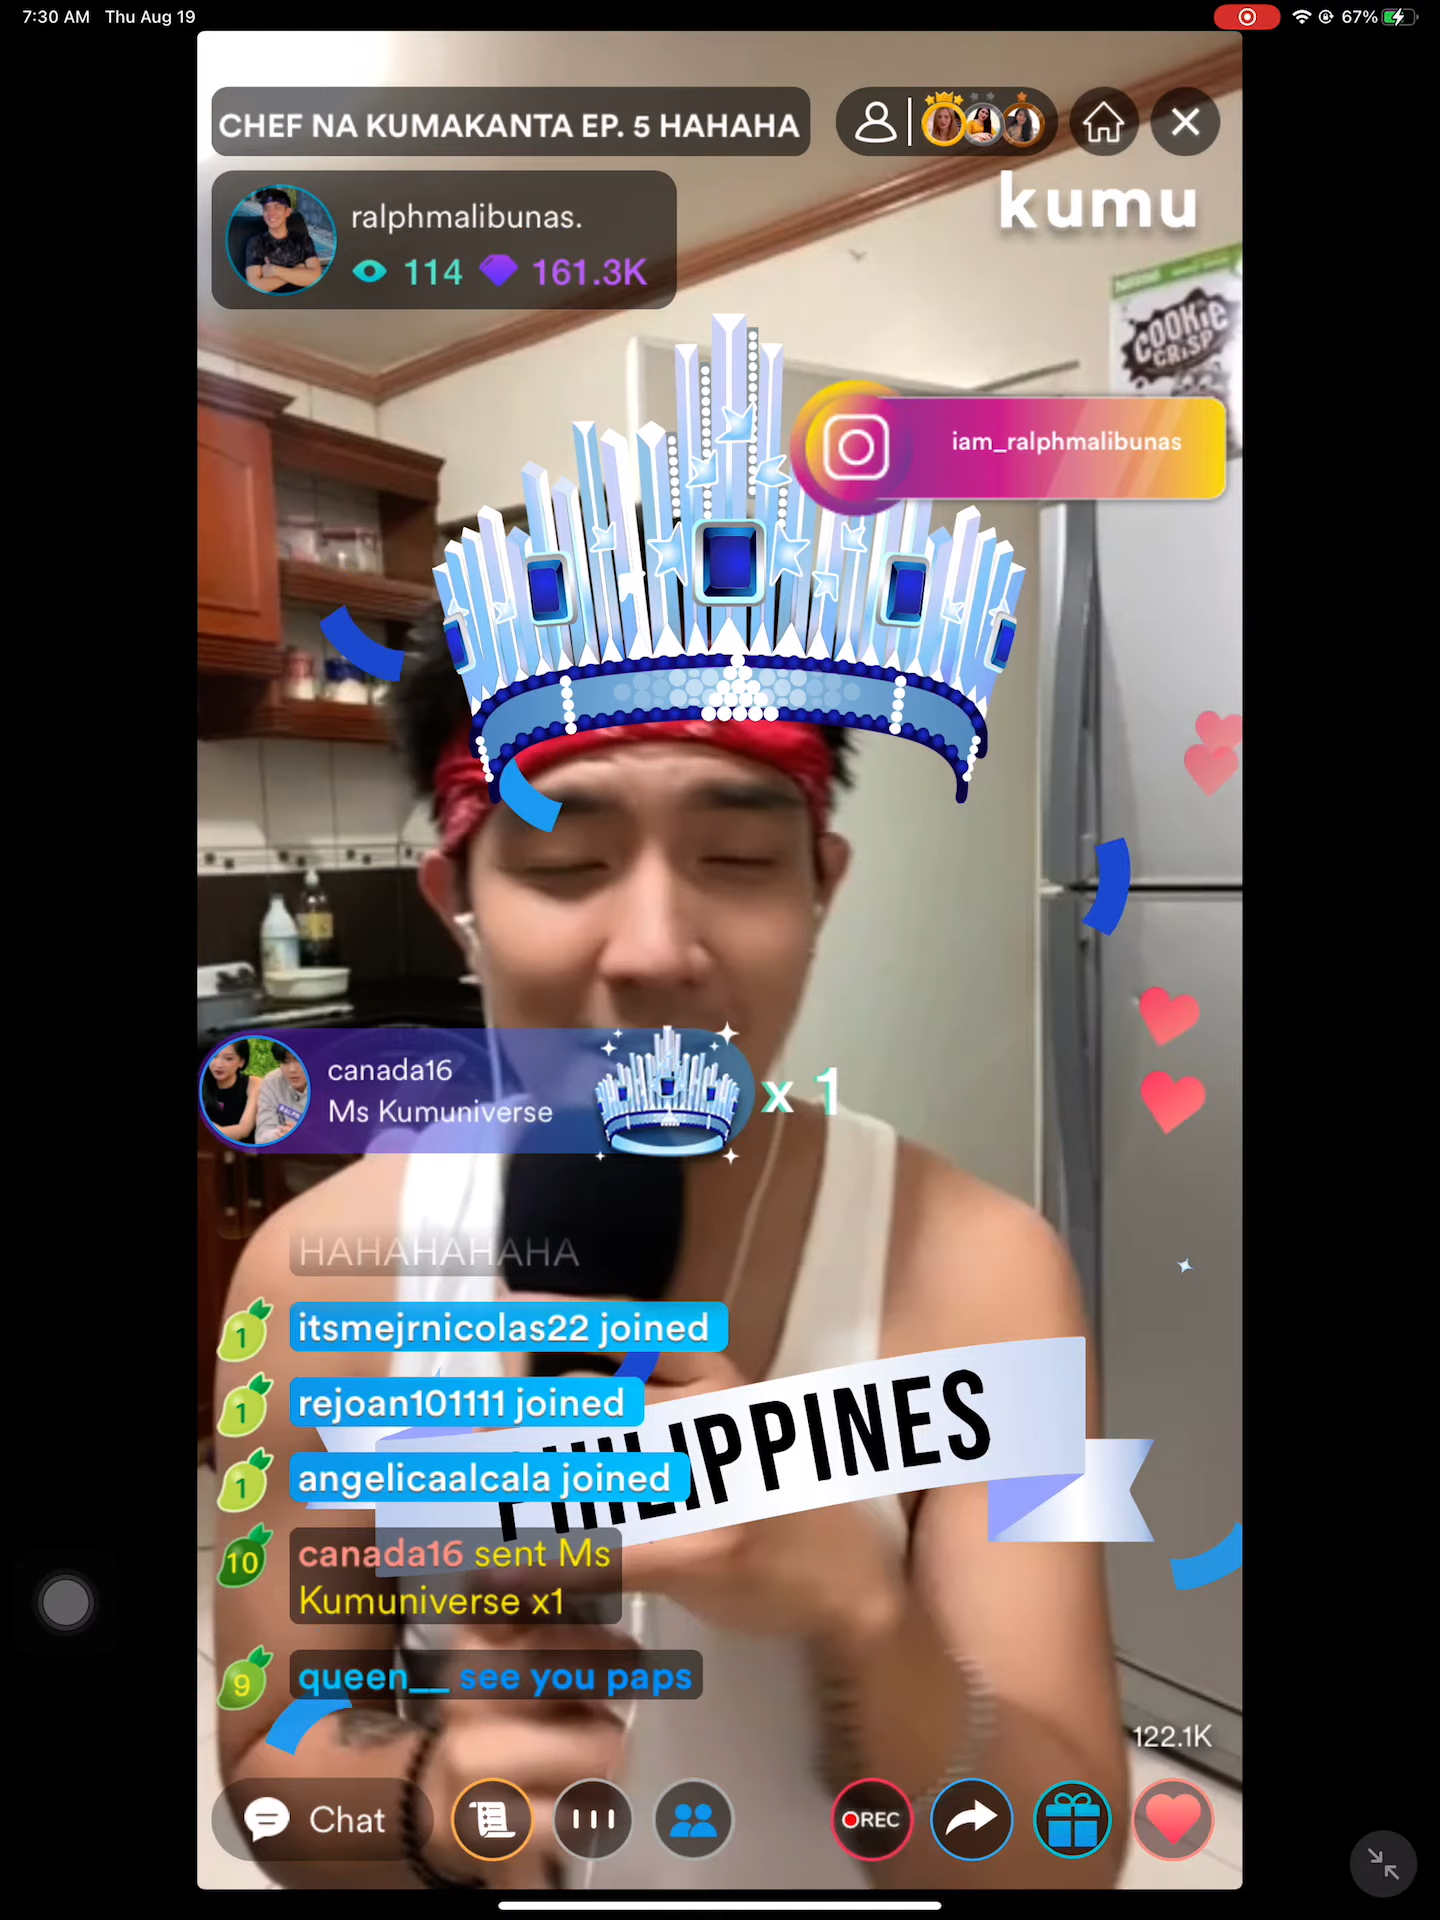 7:30 AM Thu Aug 19
67%
CHEF NA KUMAKANTA EP. 5 HAHAHA
ralphmalibunas.
114 161.3K
kumu
COOKIE
CRISP
iam_ralphmalibunas
canada16
Ms Kumuniverse
x 1
HAHAHAHAHA
1 itsmejrnicolas22 joined
1 rejoan101111 joined
1 angelicaalcala joined
PHILIPPINES
10 canada16 sent Ms
Kumuniverse x1
9 queen__ see you paps
122.1K
Chat
REC